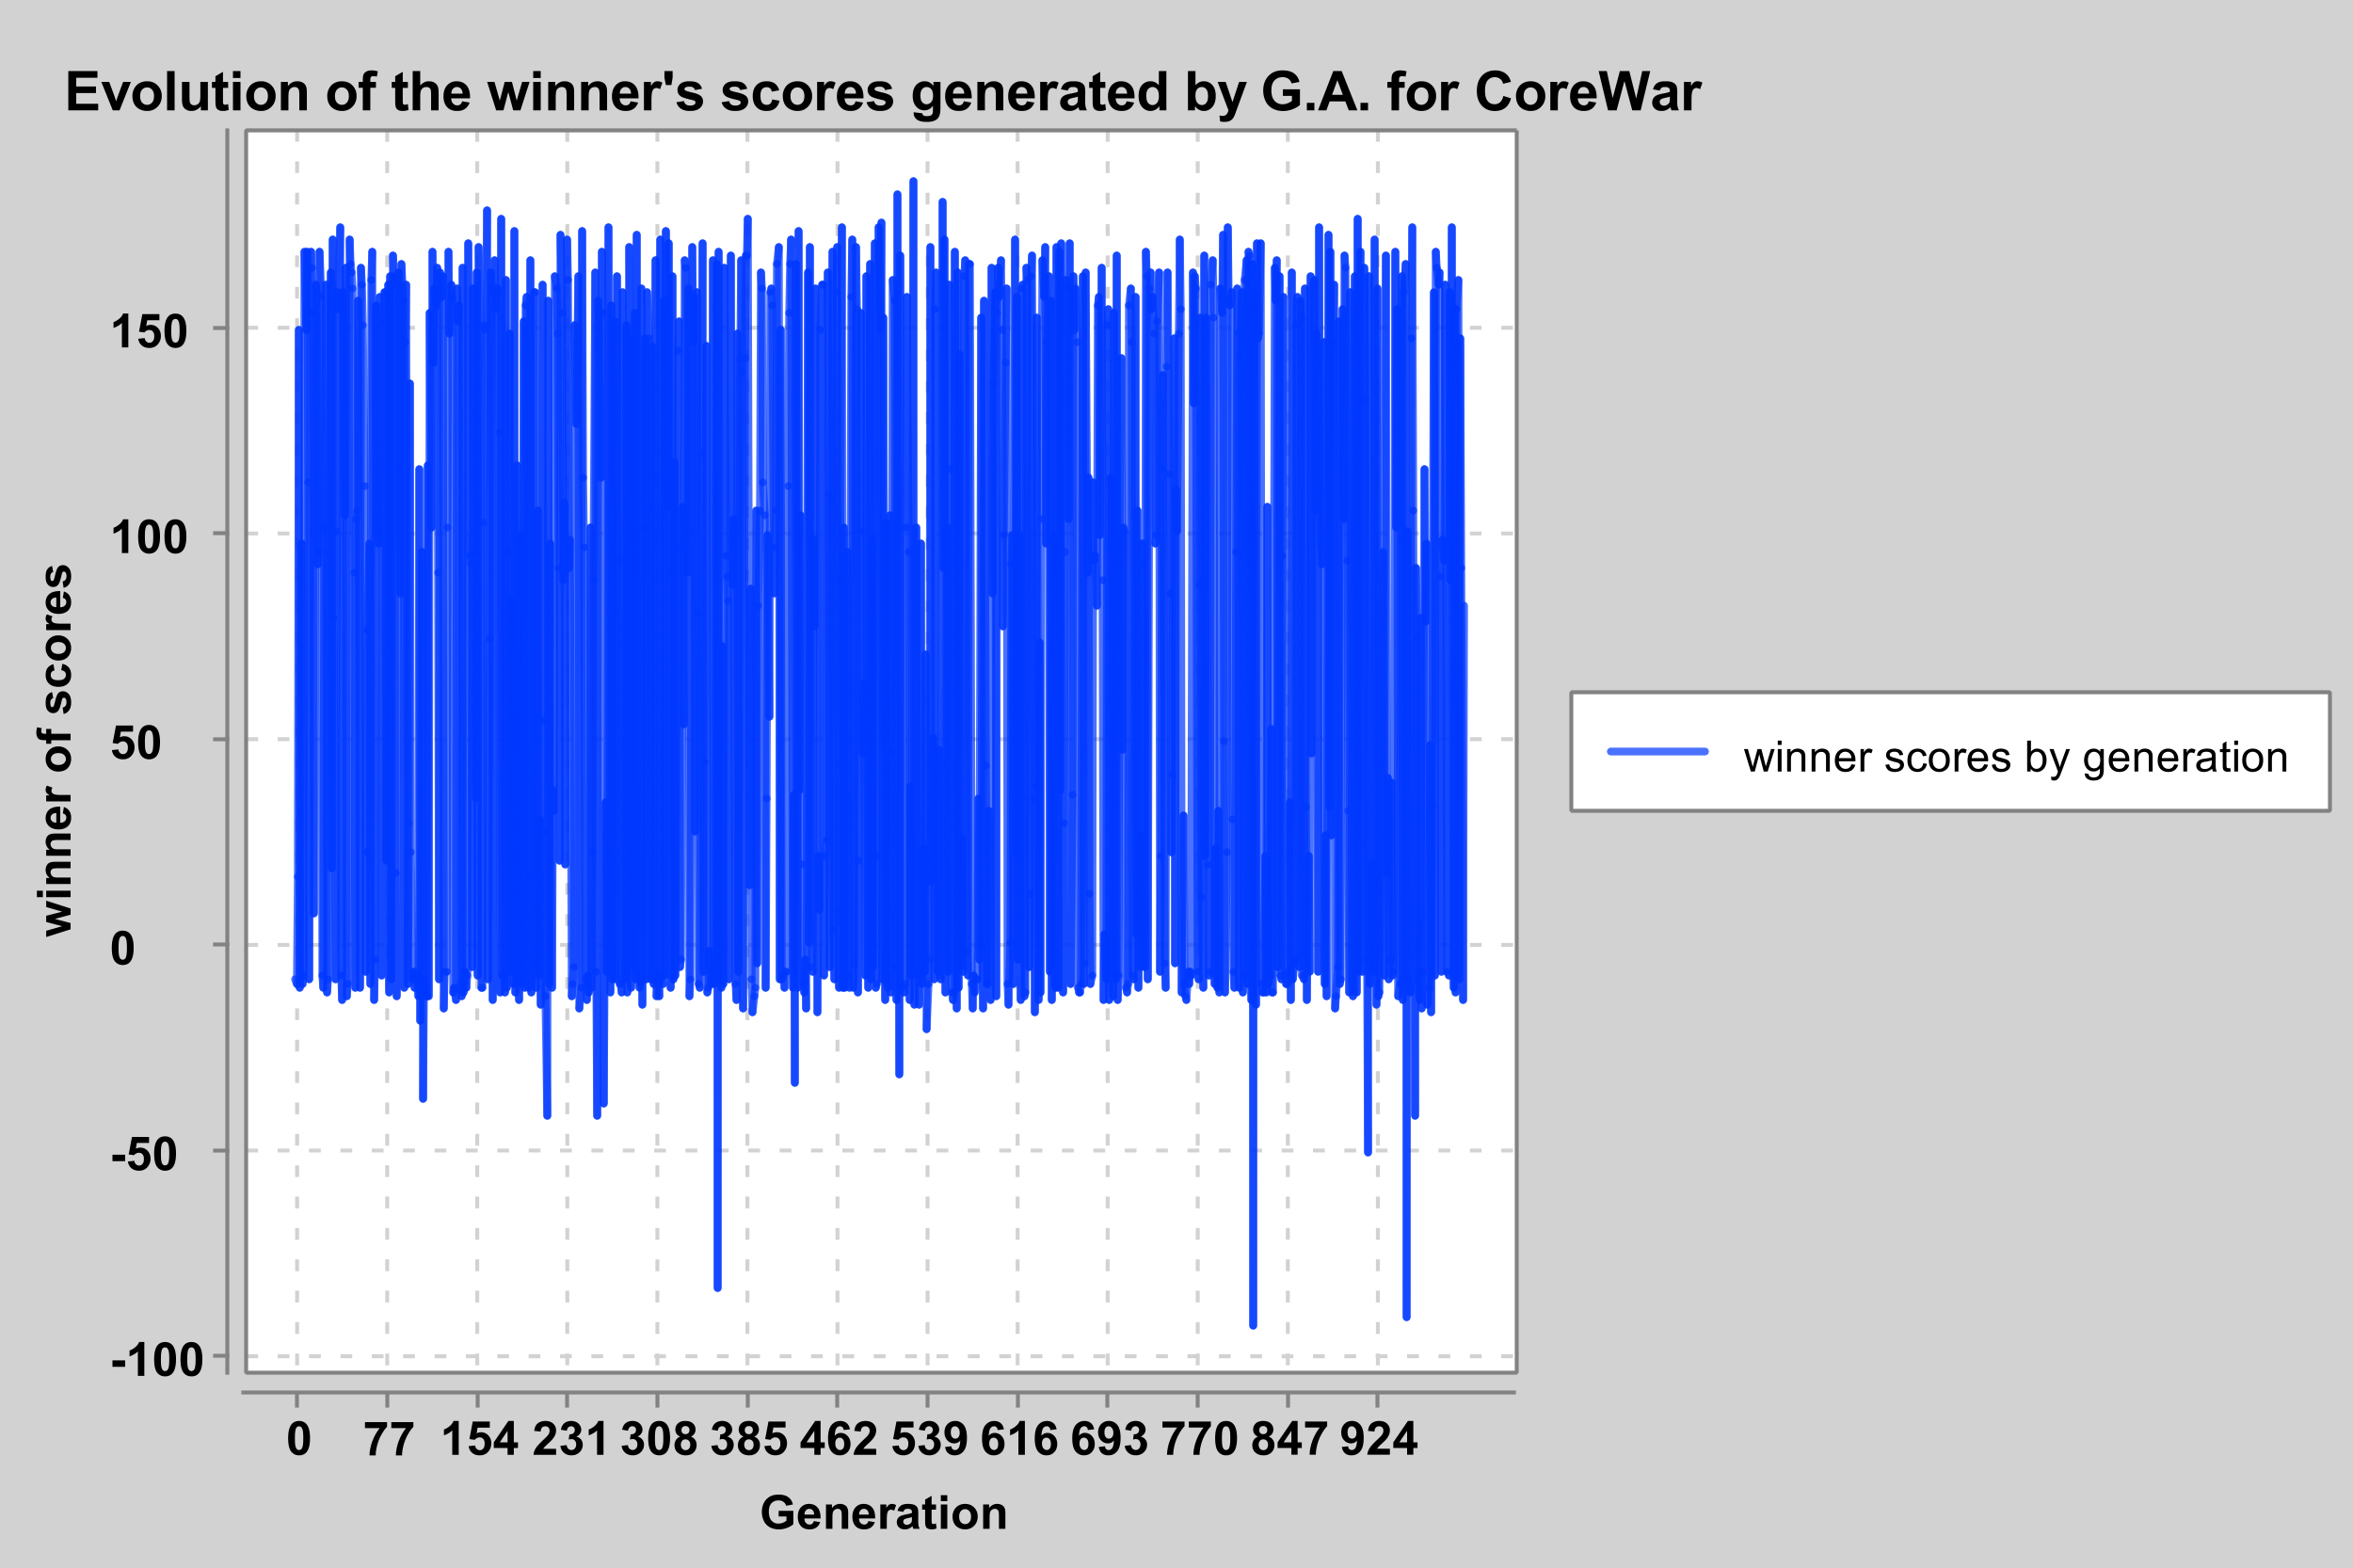 Evolution of the winner's scores generated by G.A. for CoreWar
150
100
50
0
-50
-100
winner of scores
0 77 154 231 308 385 462 539 616 693 770 847 924
Generation
winner scores by generation